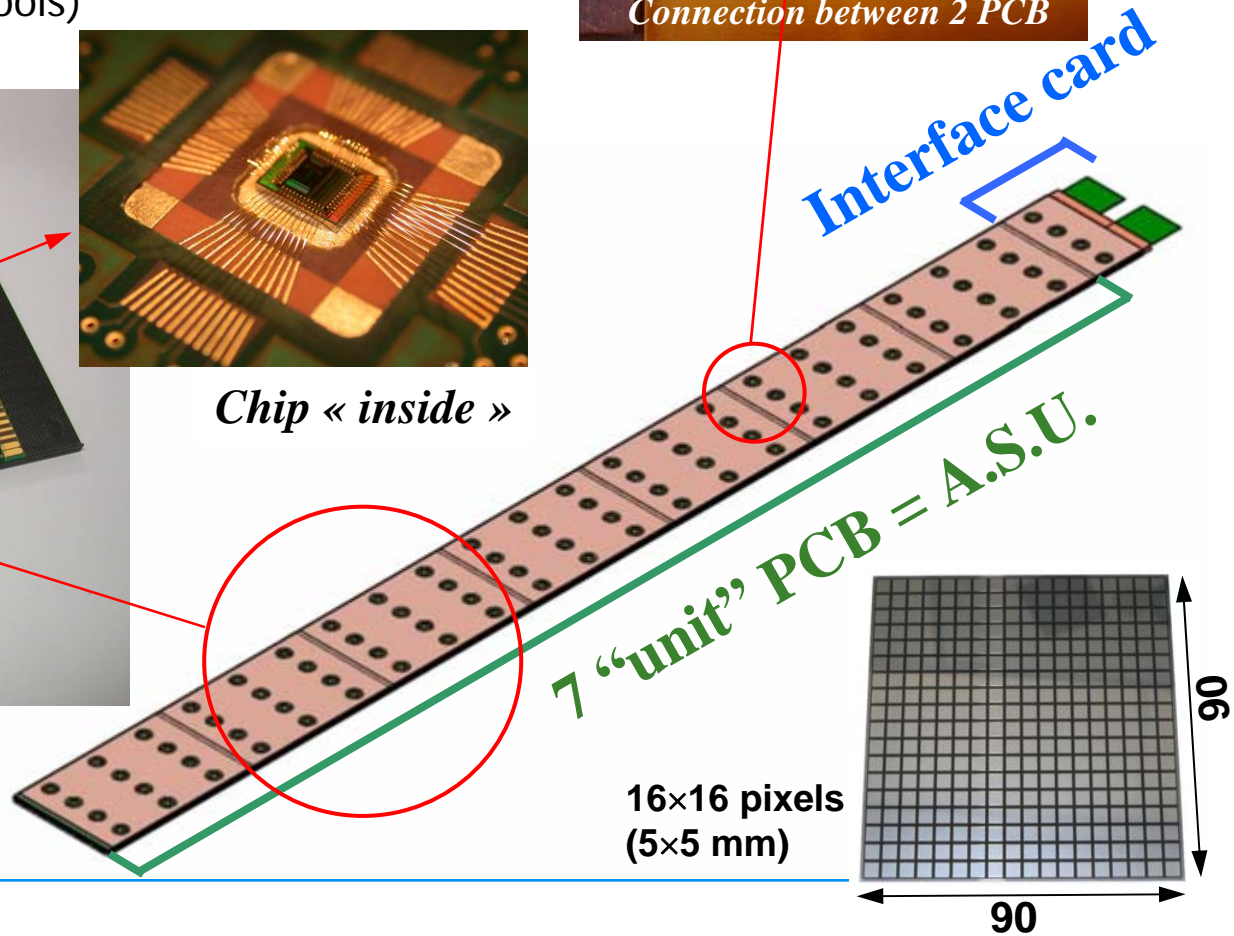 ools)
Connection between 2 PCB
Interface card
Chip « inside »
7 “unit” PCB = A.S.U.
16×16 pixels
(5×5 mm)
90
90